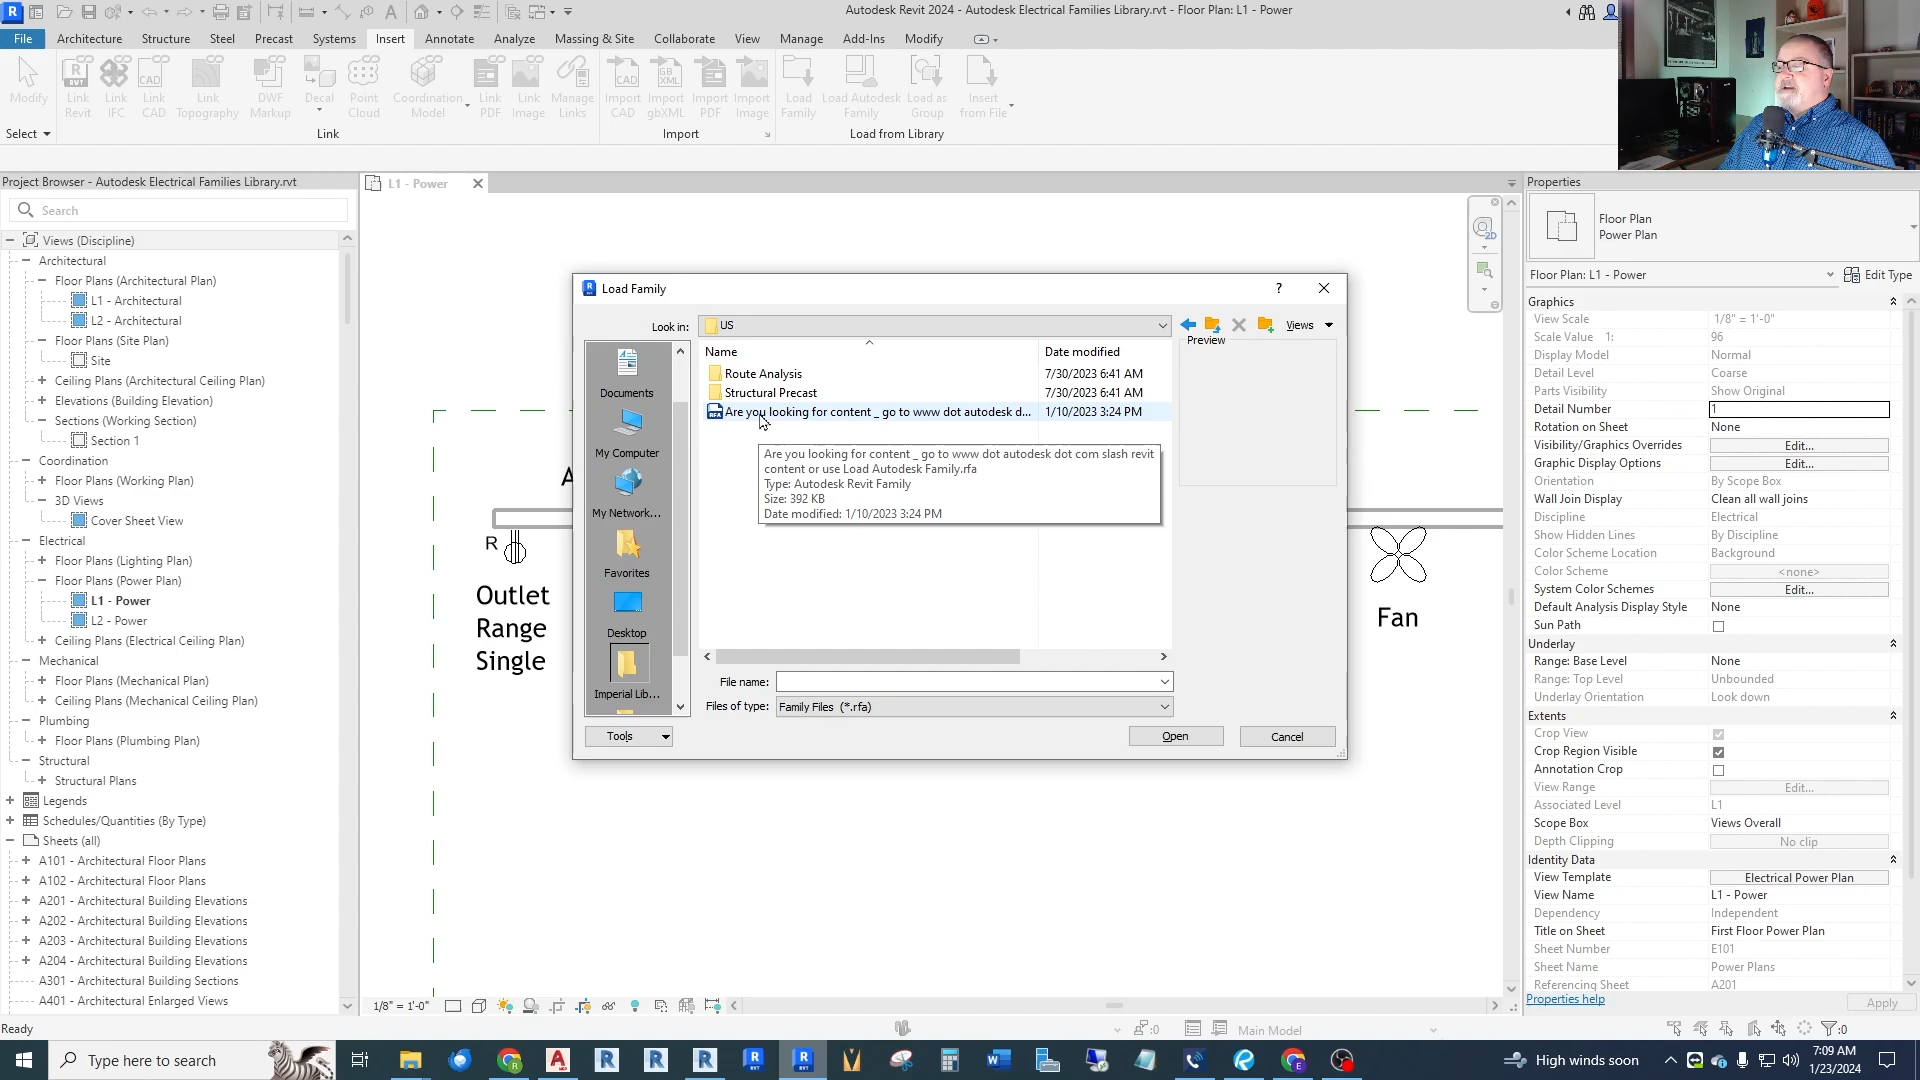 Autodesk Revit 2024 - Autodesk Electrical Families Library.rvt - Floor Plan: L1 - Power
File Architecture Structure Steel Precast Systems Insert Annotate Analyze Massing & Site Collaborate View Manage Add-Ins Modify
Modify
Link Revit
Link IFC
Link CAD
Link Topography
DWF Markup
Decal
Point Cloud
Coordination Model
Link PDF
Link Image
Manage Links
Import CAD
Import gbXML
Import PDF
Import Image
Load Family
Load Autodesk Family
Load as Group
Insert from File
Select
Link
Import
Load from Library
Project Browser - Autodesk Electrical Families Library.rvt
Search
Views (Discipline)
Architectural
Floor Plans (Architectural Plan)
L1 - Architectural
L2 - Architectural
Floor Plans (Site Plan)
Site
Ceiling Plans (Architectural Ceiling Plan)
Elevations (Building Elevation)
Sections (Working Section)
Section 1
Coordination
Floor Plans (Working Plan)
3D Views
Cover Sheet View
Electrical
Floor Plans (Lighting Plan)
Floor Plans (Power Plan)
L1 - Power
L2 - Power
Ceiling Plans (Electrical Ceiling Plan)
Mechanical
Floor Plans (Mechanical Plan)
Ceiling Plans (Mechanical Ceiling Plan)
Plumbing
Floor Plans (Plumbing Plan)
Structural
Structural Plans
Legends
Schedules/Quantities (By Type)
Sheets (all)
A101 - Architectural Floor Plans
A102 - Architectural Floor Plans
A201 - Architectural Building Elevations
A202 - Architectural Building Elevations
A203 - Architectural Building Elevations
A204 - Architectural Building Elevations
A301 - Architectural Building Sections
A401 - Architectural Enlarged Views
L1 - Power
R
Outlet
Range
Single
A
Fan
2D
Load Family
?
Look in: US
Views
Name Date modified
Preview
Route Analysis 7/30/2023 6:41 AM
Structural Precast 7/30/2023 6:41 AM
Are you looking for content _ go to www dot autodesk d... 1/10/2023 3:24 PM
Are you looking for content _ go to www dot autodesk dot com slash revit
content or use Load Autodesk Family.rfa
Type: Autodesk Revit Family
Size: 392 KB
Date modified: 1/10/2023 3:24 PM
Documents
My Computer
My Network...
Favorites
Desktop
Imperial Lib...
File name:
Files of type: Family Files (*.rfa)
Tools
Open
Cancel
Properties
Floor Plan
Power Plan
Floor Plan: L1 - Power Edit Type
Graphics
View Scale 1/8" = 1'-0"
Scale Value 1: 96
Display Model Normal
Detail Level Coarse
Parts Visibility Show Original
Detail Number 1
Rotation on Sheet None
Visibility/Graphics Overrides Edit...
Graphic Display Options Edit...
Orientation By Scope Box
Wall Join Display Clean all wall joins
Discipline Electrical
Show Hidden Lines By Discipline
Color Scheme Location Background
Color Scheme <none>
System Color Schemes Edit...
Default Analysis Display Style None
Sun Path
Underlay
Range: Base Level None
Range: Top Level Unbounded
Underlay Orientation Look down
Extents
Crop View
Crop Region Visible
Annotation Crop
View Range Edit...
Associated Level L1
Scope Box Views Overall
Depth Clipping No clip
Identity Data
View Template Electrical Power Plan
View Name L1 - Power
Dependency Independent
Title on Sheet First Floor Power Plan
Sheet Number E101
Sheet Name Power Plans
Referencing Sheet A201
Properties help
Apply
1/8" = 1'-0"
Ready
:0
Main Model
:0
Type here to search
High winds soon
7:09 AM
1/23/2024